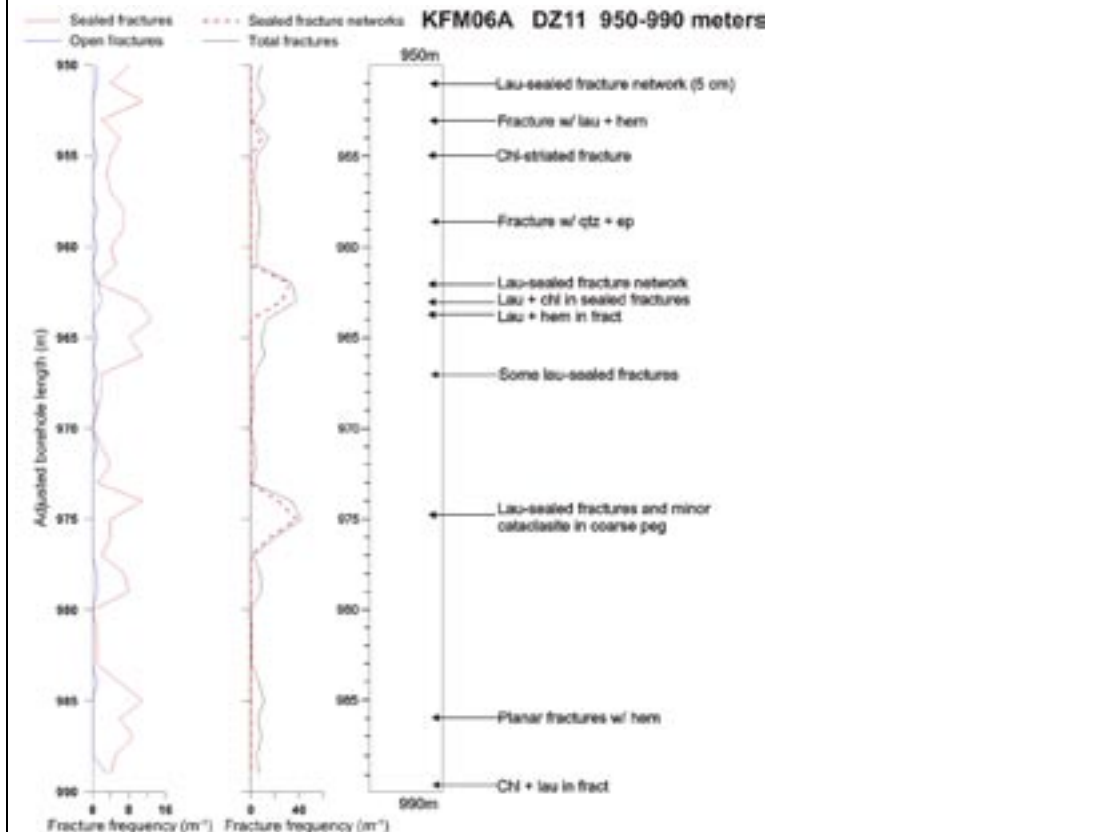 Sealed fractures
Sealed fracture networks
KFM06A DZ11 950-990 meters
Open fractures
Total fractures
950
955
960
965
970
975
980
985
990
Adjusted borehole length (m)
0 8 16
Fracture frequency (m⁻¹)
0 40
Fracture frequency (m⁻¹)
950m
955
960
965
970
975
980
985
990m
Lau-sealed fracture network (5 cm)
Fracture w/ lau + hem
Chl-striated fracture
Fracture w/ qtz + ep
Lau-sealed fracture network
Lau + chl in sealed fractures
Lau + hem in fract
Some lau-sealed fractures
Lau-sealed fractures and minor
cataclasite in coarse peg
Planar fractures w/ hem
Chl + lau in fract